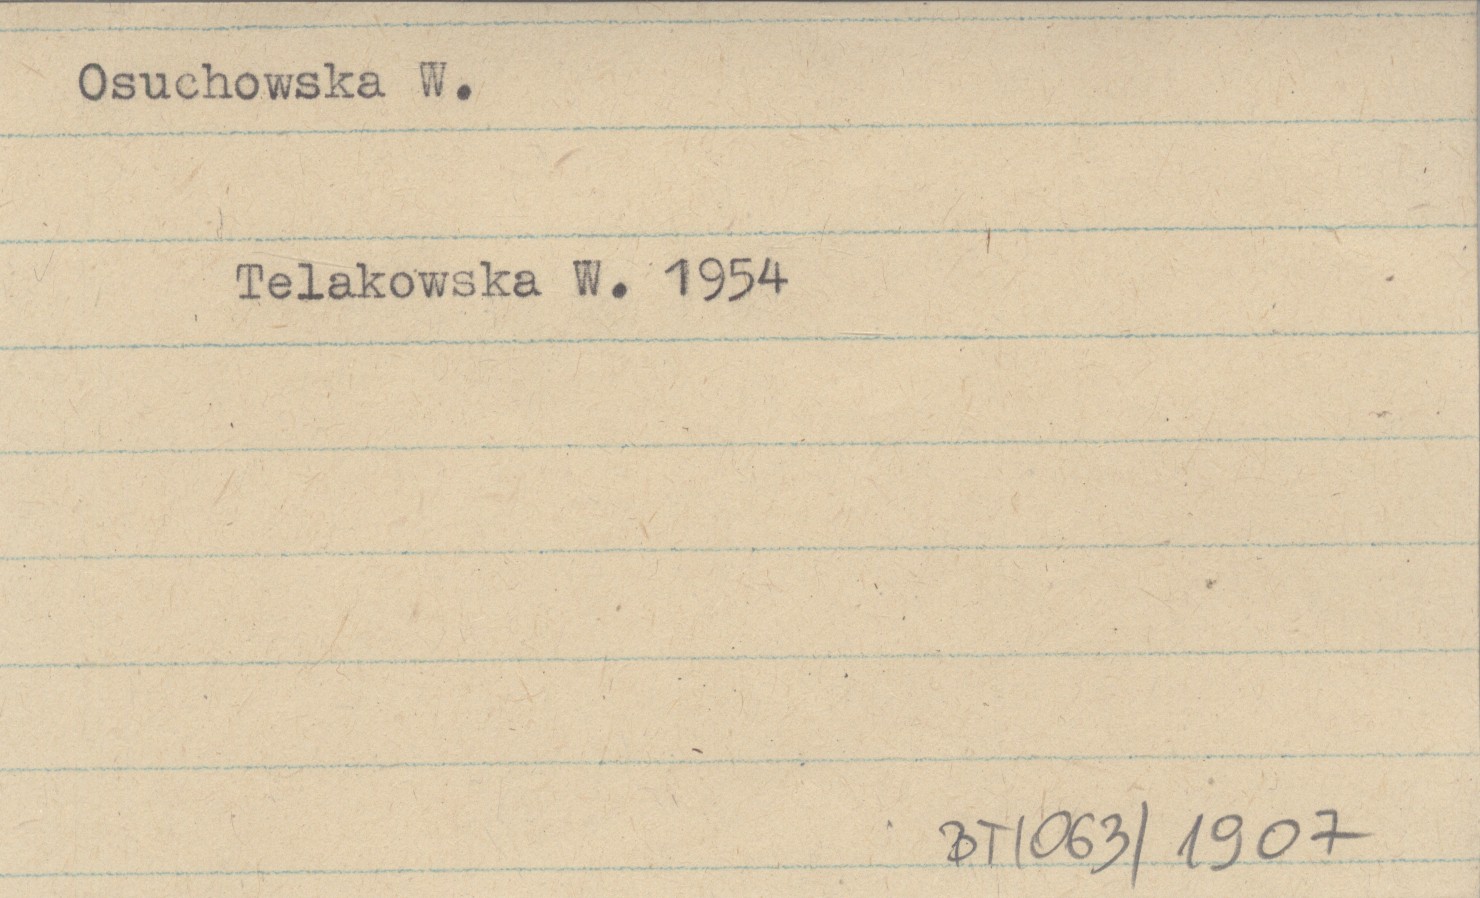 Osuchowska W.
Telakowska W. 1954
BT/063/1907